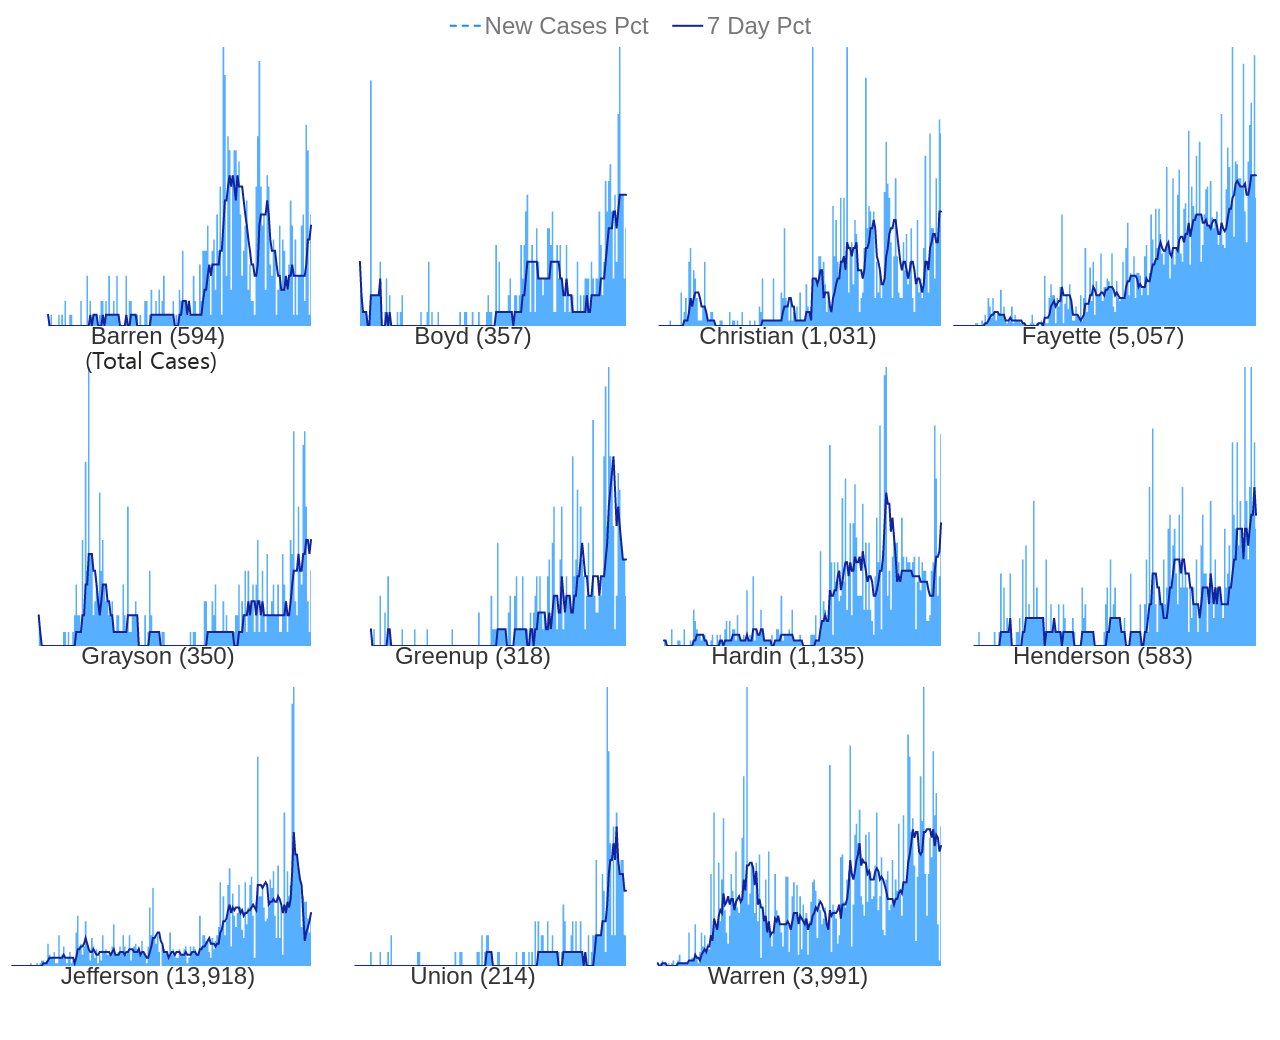 New Cases Pct 7 Day Pct
Barren (594) Boyd (357) Christian (1,031) Fayette (5,057)
(Total Cases)
Grayson (350) Greenup (318) Hardin (1,135) Henderson (583)
Jefferson (13,918) Union (214) Warren (3,991)